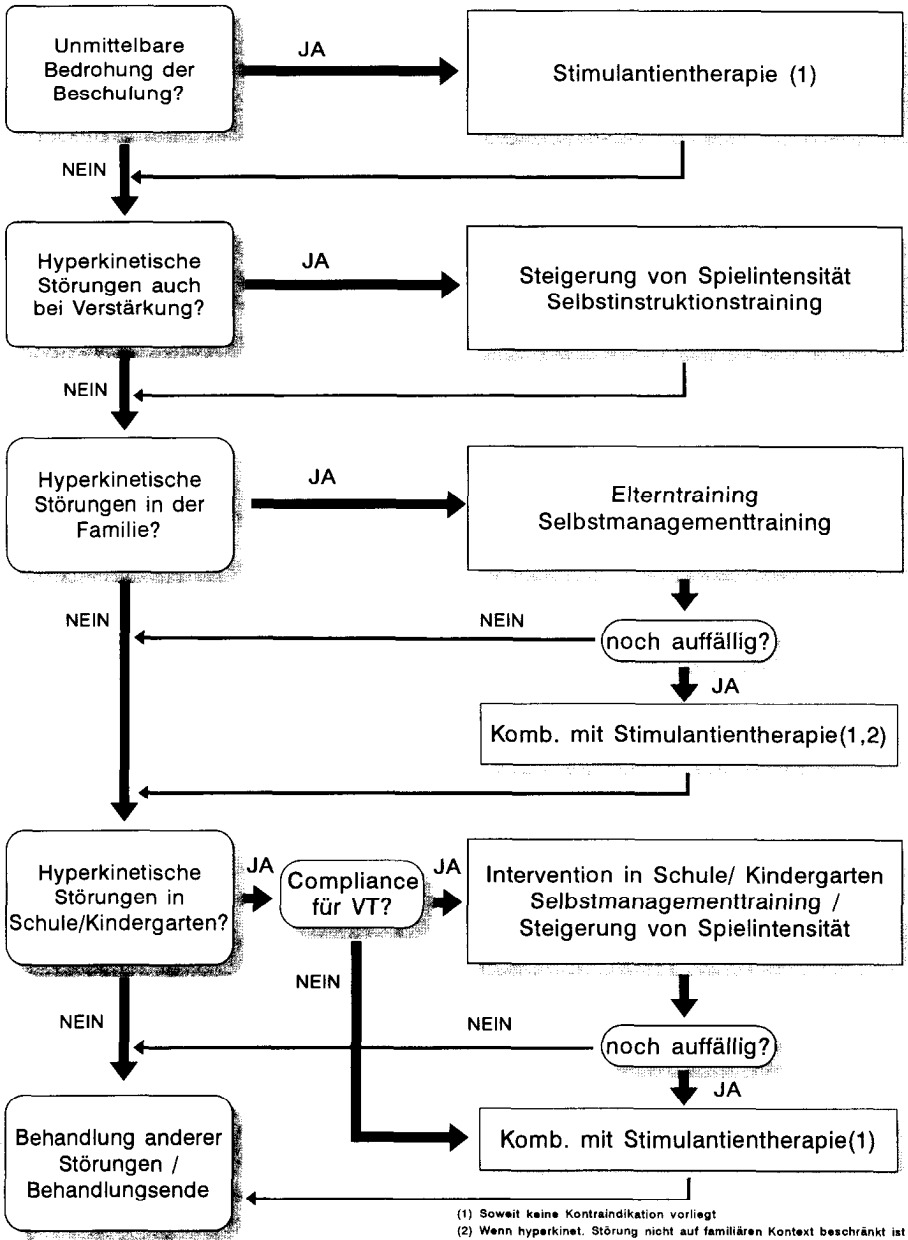 Unmittelbare
Bedrohung der
Beschulung?
JA
Stimulantientherapie (1)
NEIN
Hyperkinetische
Störungen auch
bei Verstärkung?
JA
Steigerung von Spielintensität
Selbstinstruktionstraining
NEIN
Hyperkinetische
Störungen in der
Familie?
JA
Elterntraining
Selbstmanagementtraining
NEIN
NEIN
noch auffällig?
JA
Komb. mit Stimulantientherapie(1,2)
Hyperkinetische
Störungen in
Schule/Kindergarten?
JA
Compliance
für VT?
JA
Intervention in Schule/ Kindergarten
Selbstmanagementtraining /
Steigerung von Spielintensität
NEIN
NEIN
NEIN
noch auffällig?
JA
Behandlung anderer
Störungen /
Behandlungsende
Komb. mit Stimulantientherapie(1)
(1) Soweit keine Kontraindikation vorliegt
(2) Wenn hyperkinet. Störung nicht auf familiären Kontext beschränkt ist